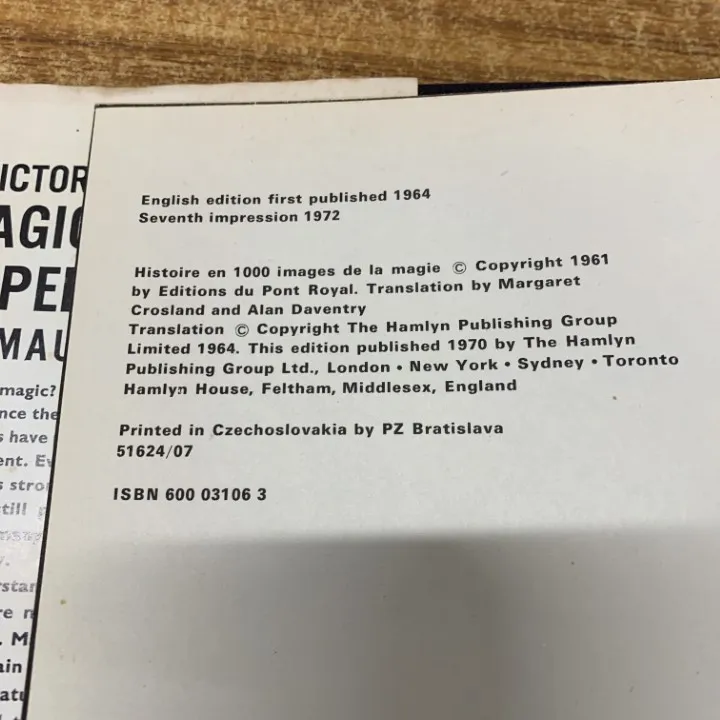 English edition first published 1964
Seventh impression 1972
Histoire en 1000 images de la magie © Copyright 1961
by Editions du Pont Royal. Translation by Margaret
Crosland and Alan Daventry
Translation © Copyright The Hamlyn Publishing Group
Limited 1964. This edition published 1970 by The Hamlyn
Publishing Group Ltd., London • New York • Sydney • Toronto
Hamlyn House, Feltham, Middlesex, England
Printed in Czechoslovakia by PZ Bratislava
51624/07
ISBN 600 03106 3
magic?
the
have